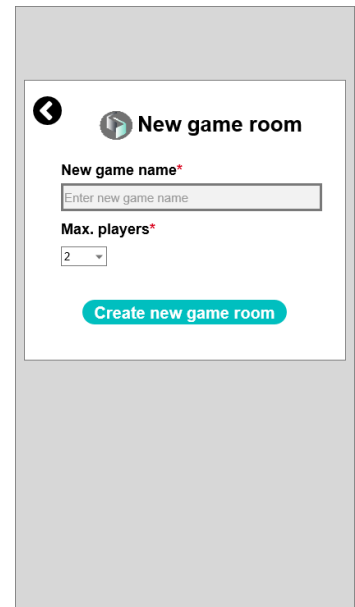 New game room
New game name*
Enter new game name
Max. players*
2
Create new game room